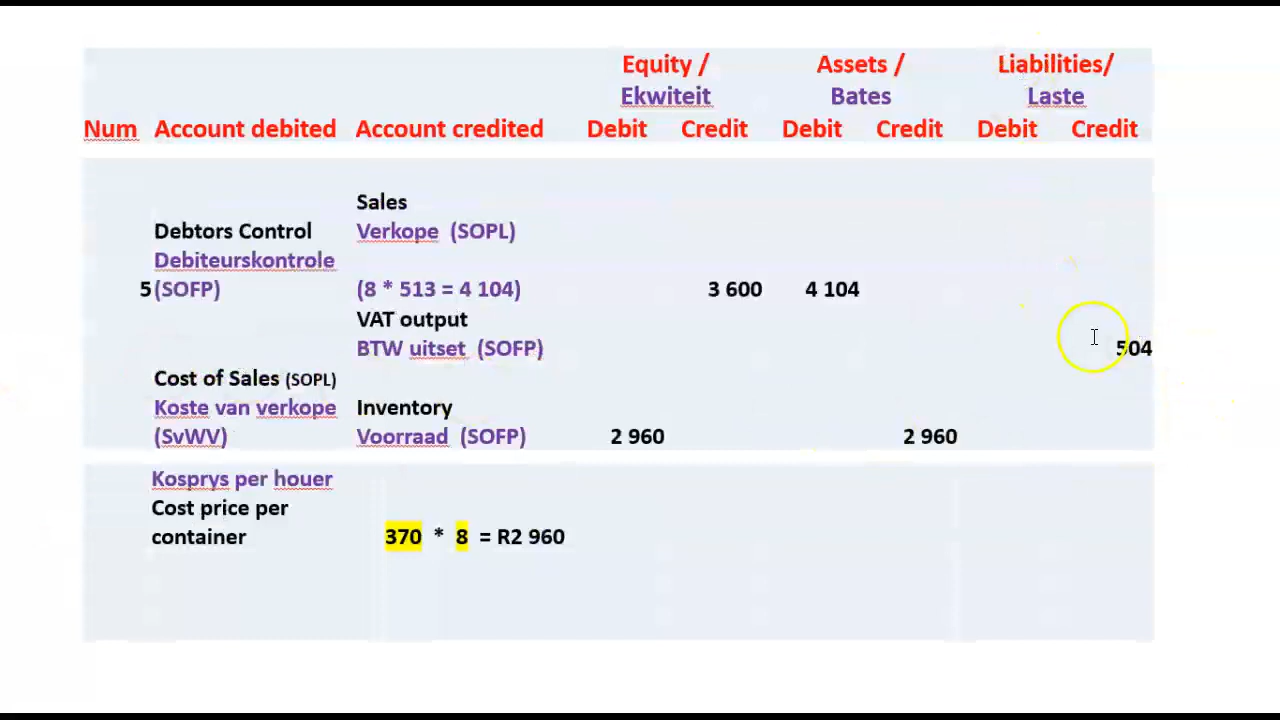 Equity / Assets / Liabilities/
Ekwiteit Bates Laste
Num Account debited Account credited Debit Credit Debit Credit Debit Credit
Sales
Debtors Control Verkope (SOPL)
Debiteurskontrole
5 (SOFP) (8 * 513 = 4 104) 3 600 4 104
VAT output
BTW uitset (SOFP) 504
Cost of Sales (SOPL)
Koste van verkope Inventory
(SvWV) Voorraad (SOFP) 2 960 2 960
Kosprys per houer
Cost price per
container 370 * 8 = R2 960